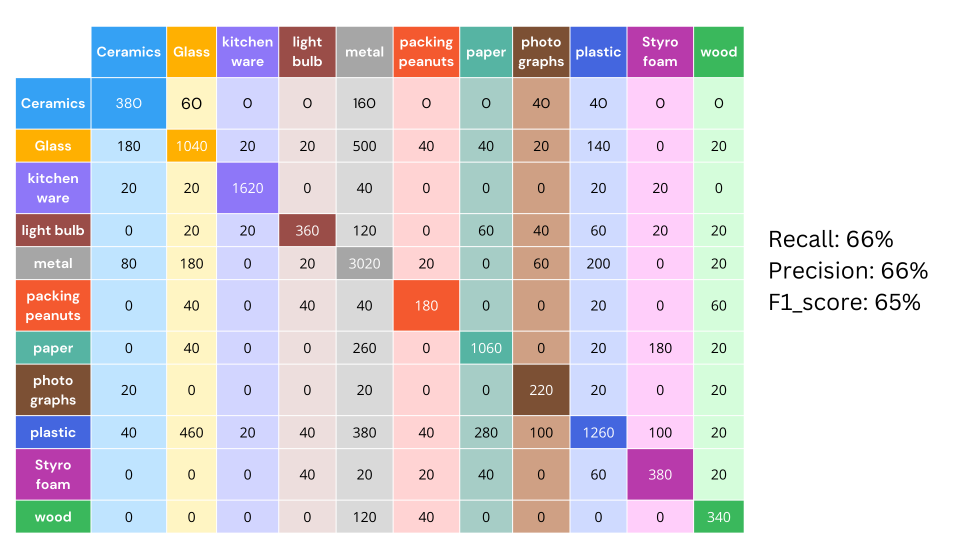 Ceramics Glass kitchen ware light bulb metal packing peanuts paper photo graphs plastic Styro foam wood
Ceramics 380 60 0 0 160 0 0 40 40 0 0
Glass 180 1040 20 20 500 40 40 20 140 0 20
kitchen ware 20 20 1620 0 40 0 0 0 20 20 0
light bulb 0 20 20 360 120 0 60 40 60 20 20
metal 80 180 0 20 3020 20 0 60 200 0 20
packing peanuts 0 40 0 40 40 180 0 0 20 0 60
paper 0 40 0 0 260 0 1060 0 20 180 20
photo graphs 20 0 0 0 20 0 0 220 20 0 20
plastic 40 460 20 40 380 40 280 100 1260 100 20
Styro foam 0 0 0 40 20 20 40 0 60 380 20
wood 0 0 0 0 120 40 0 0 0 0 340
Recall: 66%
Precision: 66%
F1_score: 65%